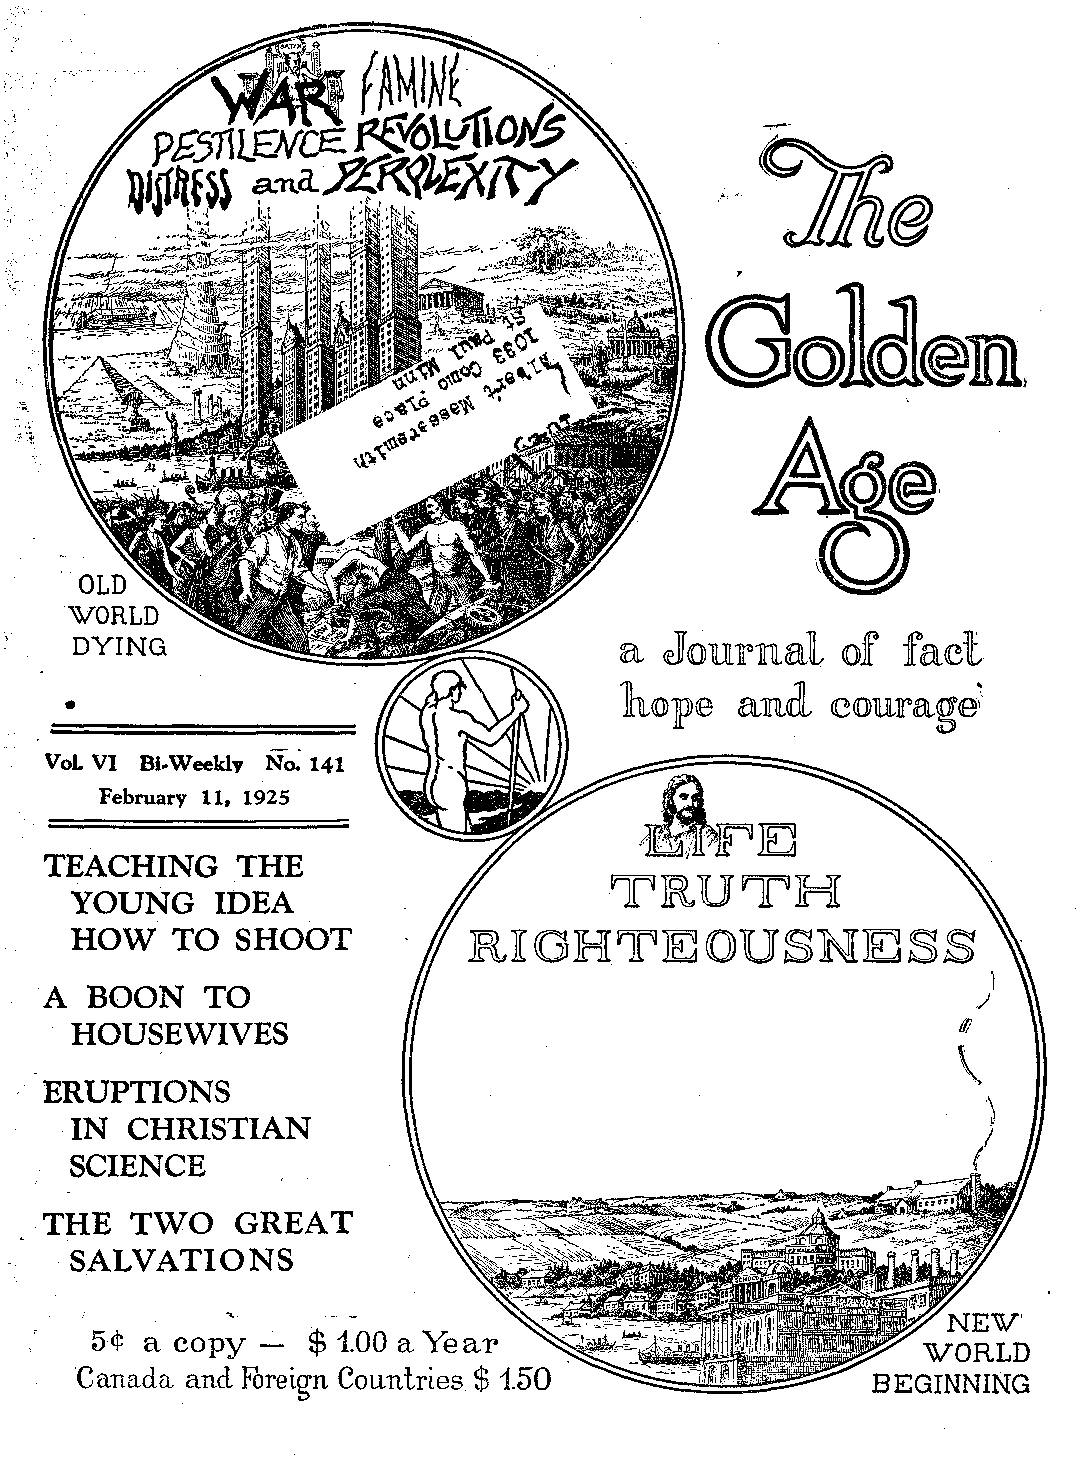 SATAN
WAR FAMINE
PESTILENCE REVOLUTIONS
DISTRESS and PERPLEXITY
Albert Massersmith
1093 Como Place
St Paul Minn
The
Golden
Age
OLD
WORLD
DYING
a Journal of fact
hope and courage
Vol. VI Bi-Weekly No. 141
February 11, 1925
TEACHING THE
YOUNG IDEA
HOW TO SHOOT
A BOON TO
HOUSEWIVES
ERUPTIONS
IN CHRISTIAN
SCIENCE
THE TWO GREAT
SALVATIONS
LIFE
TRUTH
RIGHTEOUSNESS
5¢ a copy — $ 1.00 a Year
Canada and Foreign Countries $ 1.50
NEW
WORLD
BEGINNING